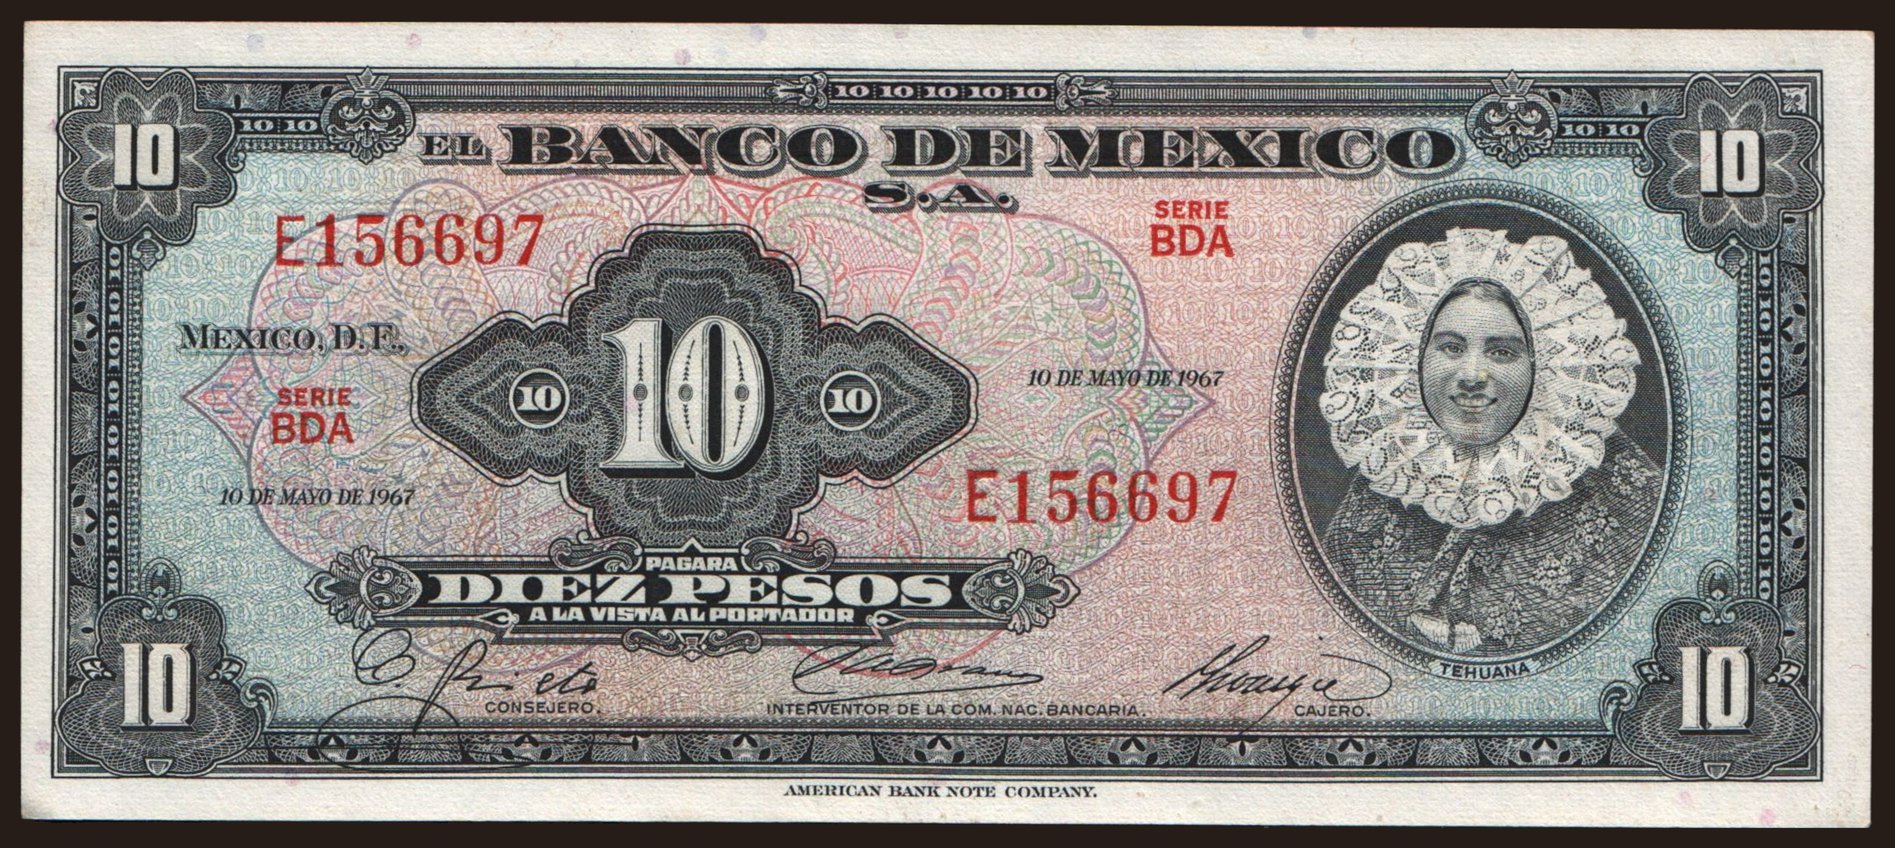 10 10 10 10 10
10 10 10
EL BANCO DE MEXICO
10 10 10
S.A.
E156697
SERIE
BDA
MEXICO, D.F.,
10
10
10
10 DE MAYO DE 1967
SERIE
BDA
10 DE MAYO DE 1967
E156697
PAGARA
DIEZ PESOS
A LA VISTA AL PORTADOR
C. Prieto
CONSEJERO.
INTERVENTOR DE LA COM. NAC. BANCARIA.
CAJERO.
TEHUANA
10
10
AMERICAN BANK NOTE COMPANY.